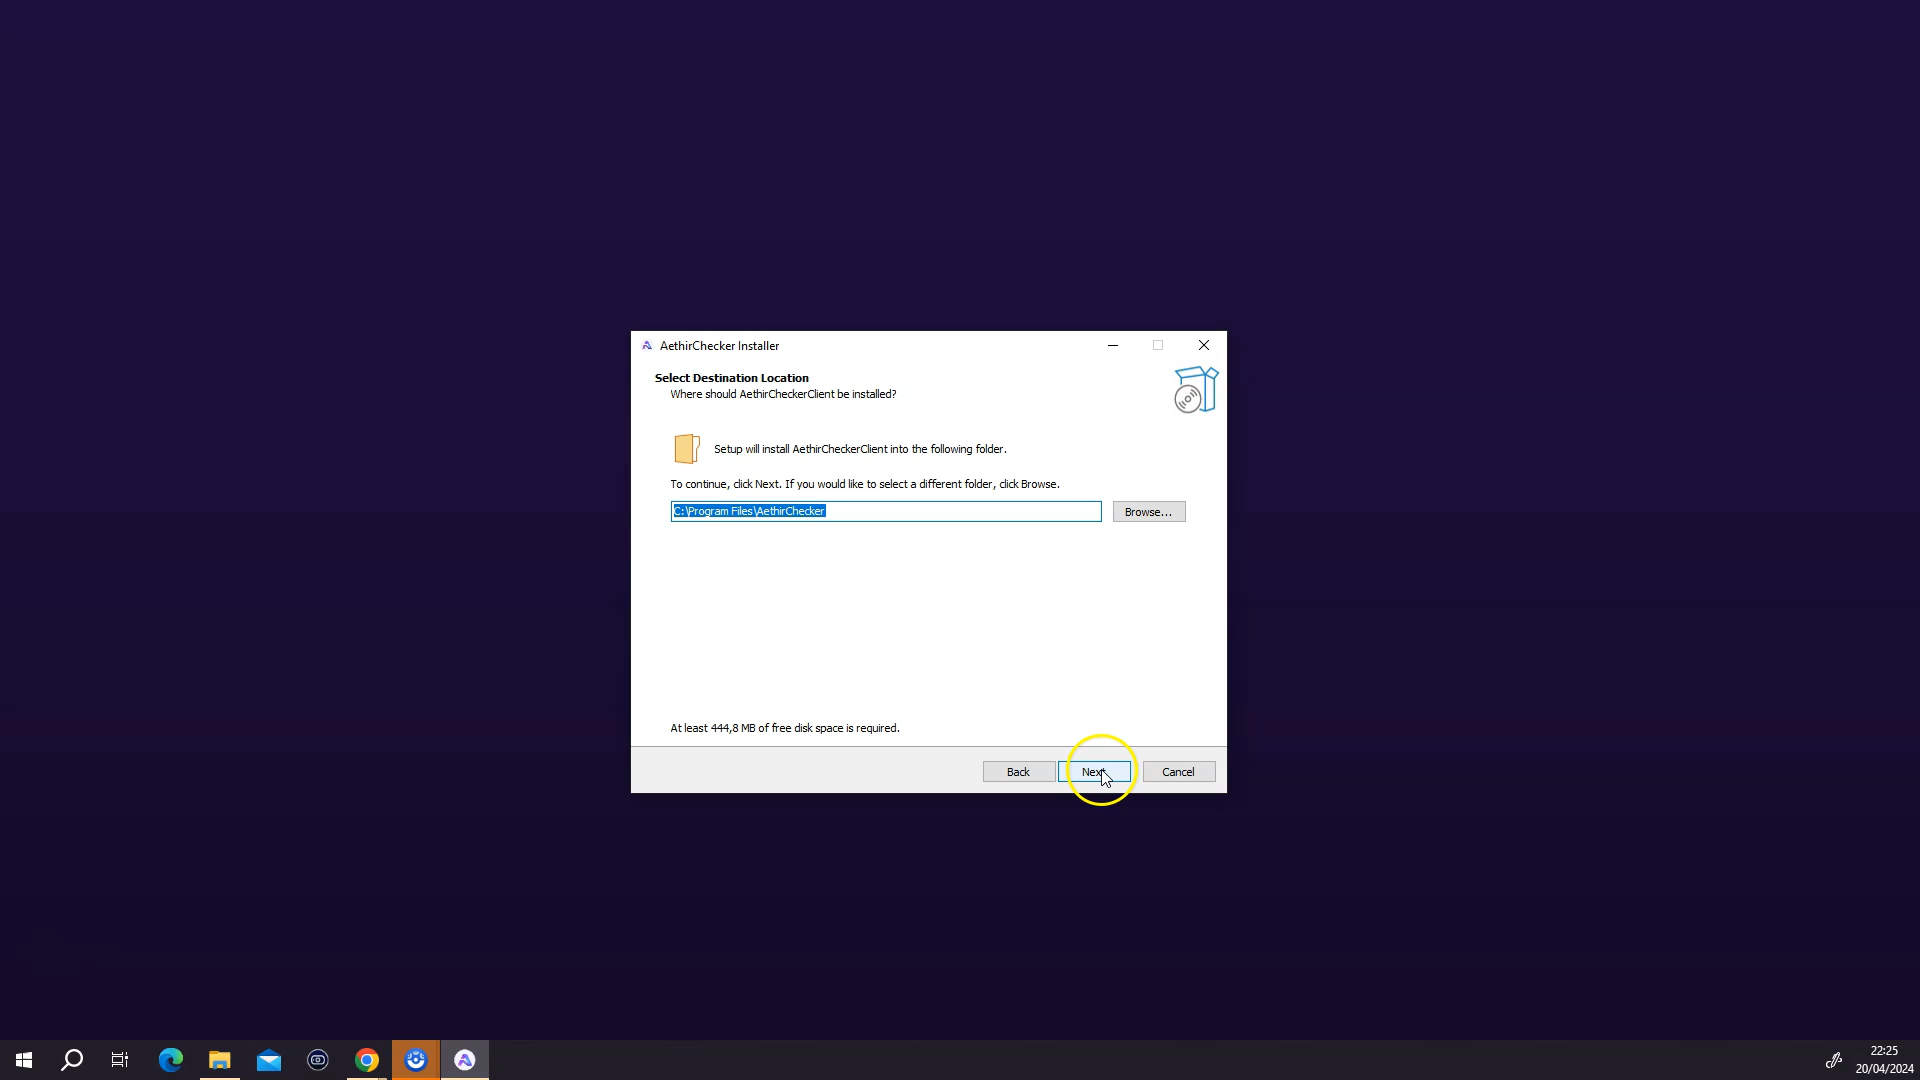 AethirChecker Installer
Select Destination Location
Where should AethirCheckerClient be installed?
Setup will install AethirCheckerClient into the following folder.
To continue, click Next. If you would like to select a different folder, click Browse.
C:\Program Files\AethirChecker
Browse...
At least 444,8 MB of free disk space is required.
Back
Next
Cancel
22:25
20/04/2024